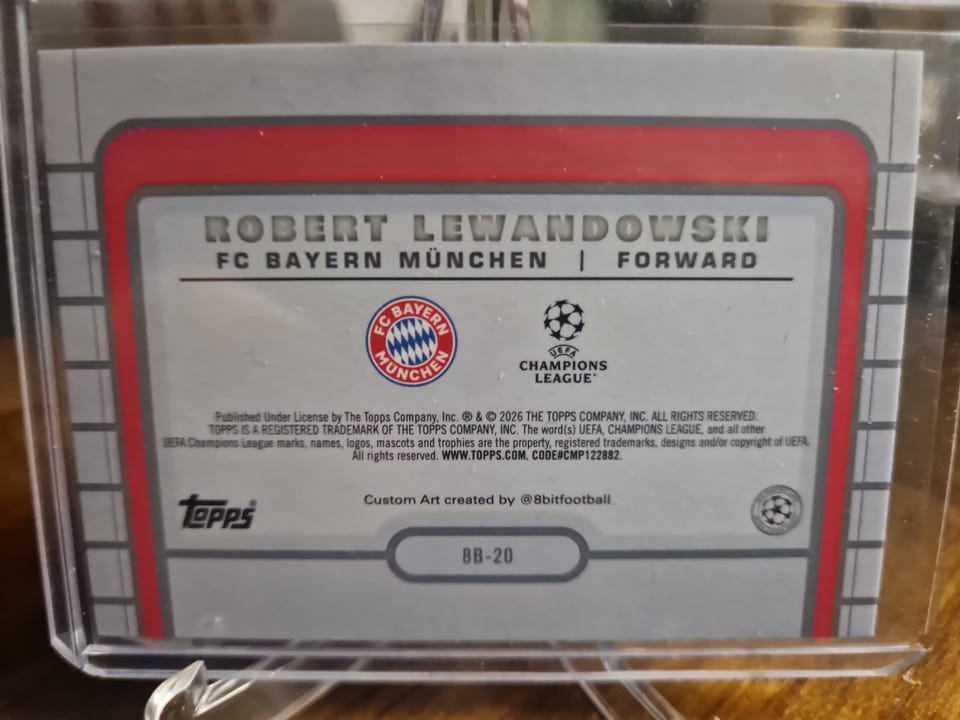 ROBERT LEWANDOWSKI
FC BAYERN MÜNCHEN | FORWARD
FC BAYERN
MÜNCHEN
UEFA
CHAMPIONS
LEAGUE®
Published Under License by The Topps Company, Inc. ® & © 2026 THE TOPPS COMPANY, INC. ALL RIGHTS RESERVED.
TOPPS IS A REGISTERED TRADEMARK OF THE TOPPS COMPANY, INC. The word(s) UEFA, CHAMPIONS LEAGUE, and all other
UEFA Champions League marks, names, logos, mascots and trophies are the property, registered trademarks, designs and/or copyright of UEFA.
All rights reserved. WWW.TOPPS.COM. CODE#CMP122882.
Custom Art created by @8bitfootball
topps®
8B-20